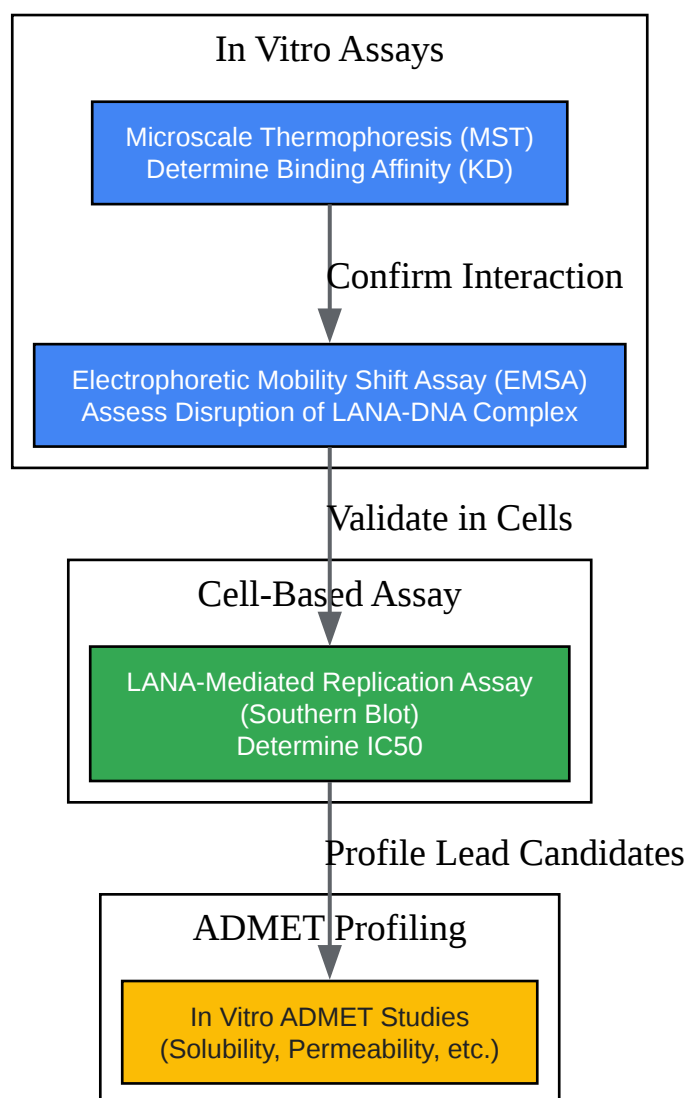 In Vitro Assays
Microscale Thermophoresis (MST)
Determine Binding Affinity (KD)
Confirm Interaction
Electrophoretic Mobility Shift Assay (EMSA)
Assess Disruption of LANA-DNA Complex
Validate in Cells
Cell-Based Assay
LANA-Mediated Replication Assay
(Southern Blot)
Determine IC50
Profile Lead Candidates
ADMET Profiling
In Vitro ADMET Studies
(Solubility, Permeability, etc.)